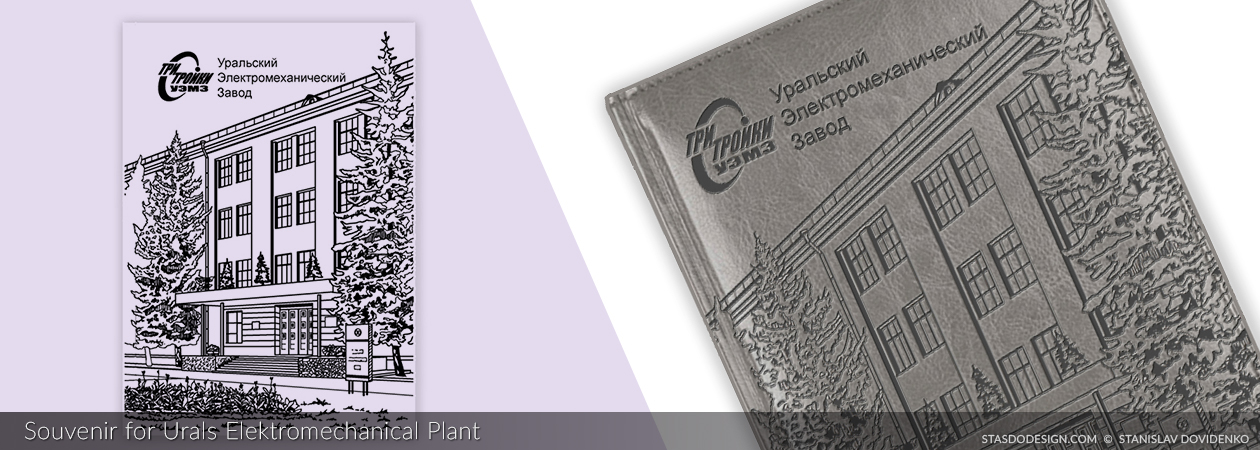 ТРИ
ТРОЙКИ
УЭМЗ
Уральский
Электромеханический
Завод
ТРИ
ТРОЙКИ
УЭМЗ
Уральский
Электромеханический
Завод
Souvenir for Urals Elektromechanical Plant
STASDODESIGN.COM © STANISLAV DOVIDENKO